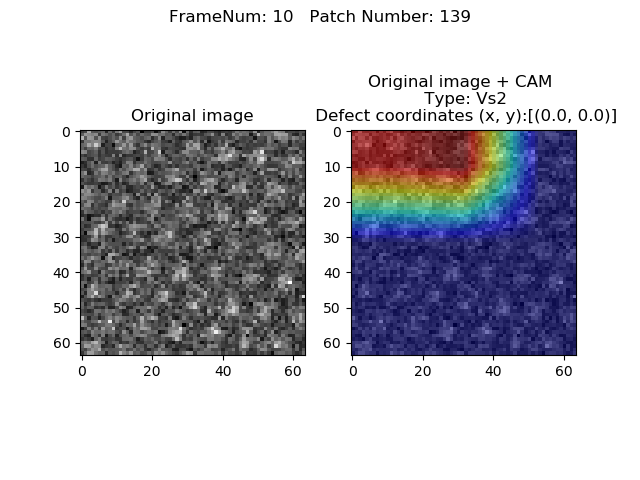 FrameNum: 10   Patch Number: 139
Original image
0
10
20
30
40
50
60
0 20 40 60
Original image + CAM
Type: Vs2
Defect coordinates (x, y):[(0.0, 0.0)]
0
10
20
30
40
50
60
0 20 40 60